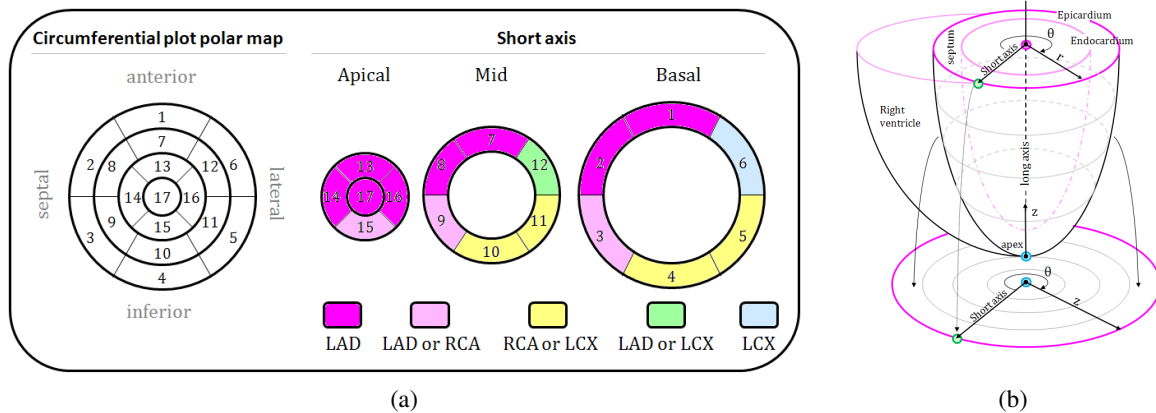 Circumferential plot polar map
Short axis
anterior
septal
lateral
inferior
1
2
7
6
8
12
13
14
17
16
9
15
11
3
10
5
4
Apical
Mid
Basal
13
14
17
16
15
7
8
12
9
11
10
1
2
6
3
5
4
LAD
LAD or RCA
RCA or LCX
LAD or LCX
LCX
(a)
Epicardium
θ
Endocardium
septum
Short axis
r
Right
ventricle
long axis
z
apex
θ
Short axis
z
(b)